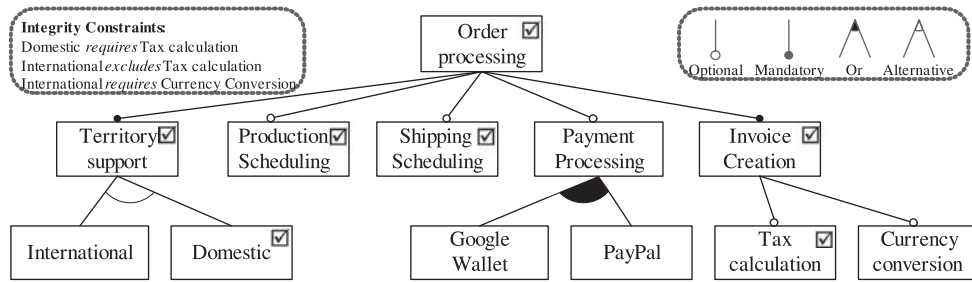 Integrity Constraints:
Domestic requires Tax calculation
International excludes Tax calculation
International requires Currency Conversion
Order
processing
Optional
Mandatory
Or
Alternative
Territory
support
Production
Scheduling
Shipping
Scheduling
Payment
Processing
Invoice
Creation
International
Domestic
Google
Wallet
PayPal
Tax
calculation
Currency
conversion